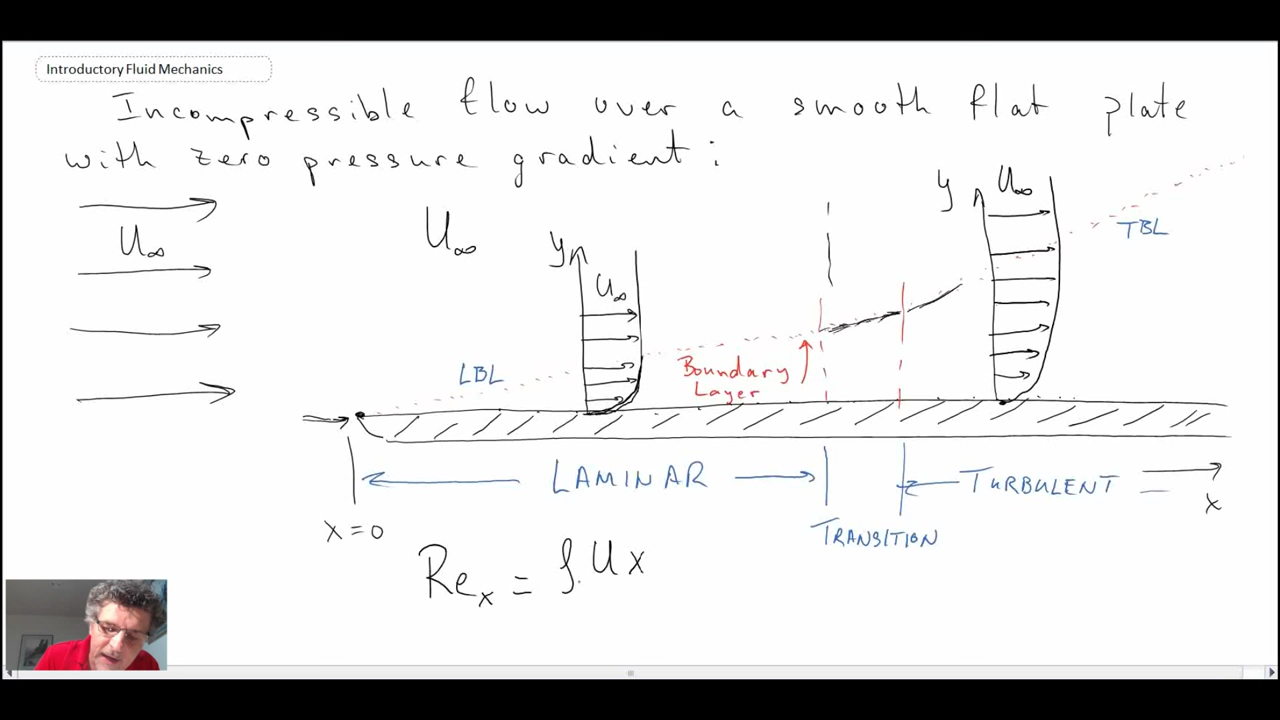 Introductory Fluid Mechanics
Incompressible flow over a smooth flat plate
with zero pressure gradient:
y U∞
U∞ U∞ y TBL
U∞
LBL Boundary
Layer
LAMINAR TURBULENT
x
x=0 TRANSITION
Reₓ = ρUx